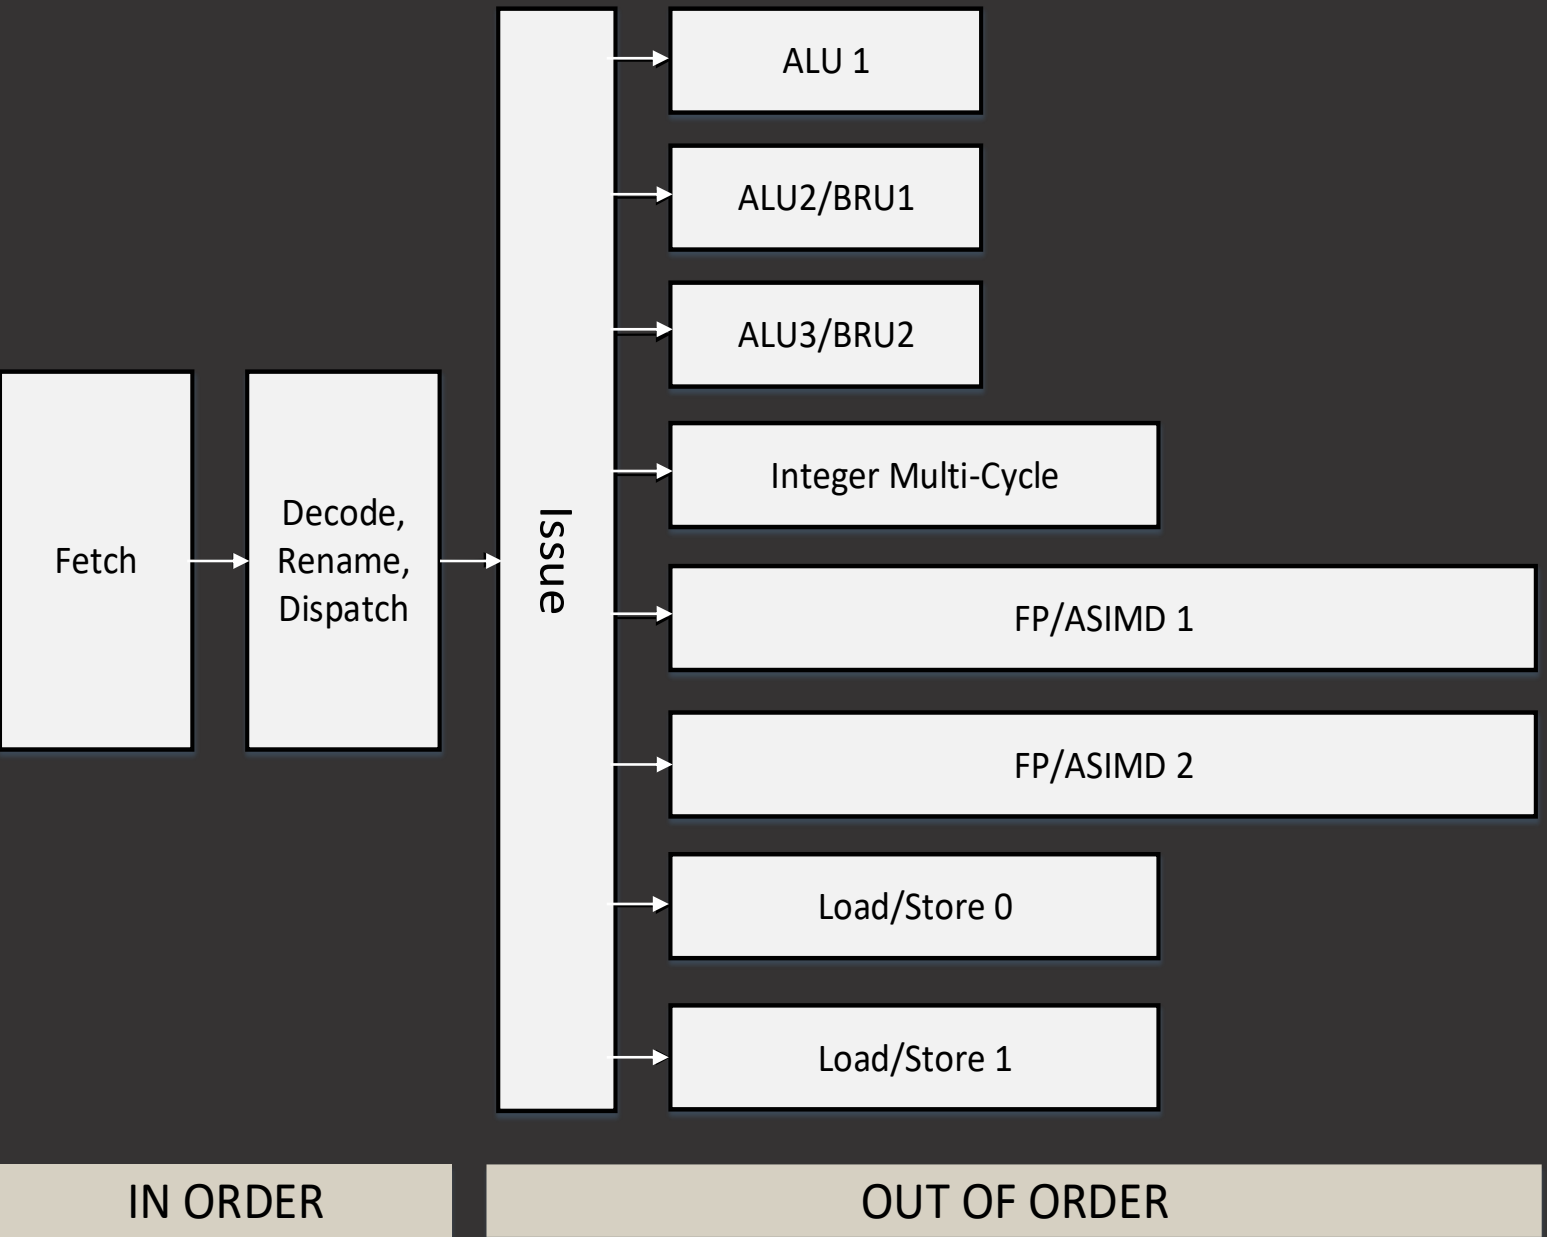 ALU 1
ALU2/BRU1
ALU3/BRU2
Integer Multi-Cycle
Fetch
Decode,
Rename,
Dispatch
Issue
FP/ASIMD 1
FP/ASIMD 2
Load/Store 0
Load/Store 1
IN ORDER
OUT OF ORDER